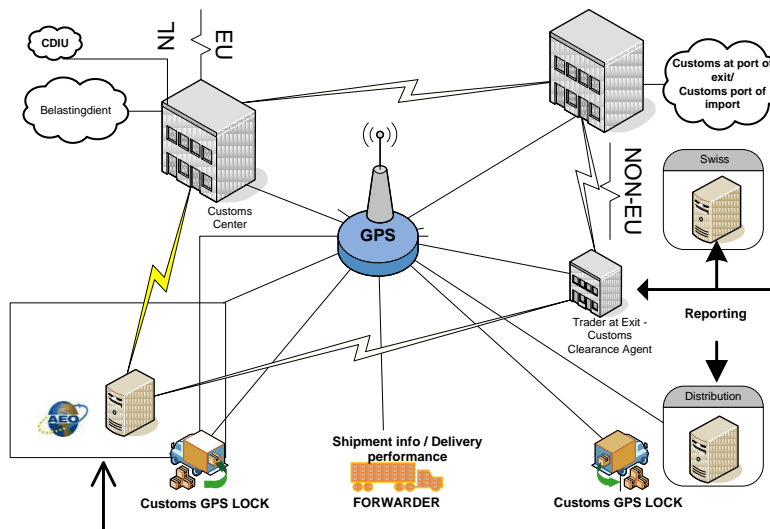 CDIU
NL
EU
Belastingdient
Customs
Center
Customs at port of
exit/
Customs port of
import
NON-EU
Swiss
GPS
Trader at Exit -
Customs
Clearance Agent
Reporting
Distribution
AEO
Shipment info / Delivery
performance
FORWARDER
Customs GPS LOCK
Customs GPS LOCK